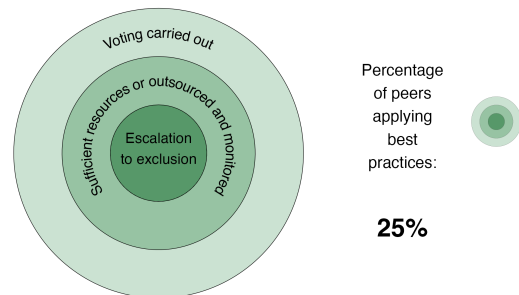 Voting carried out
Sufficient resources or outsourced and monitored
Escalation
to exclusion
Percentage
of peers
applying
best
practices:
25%